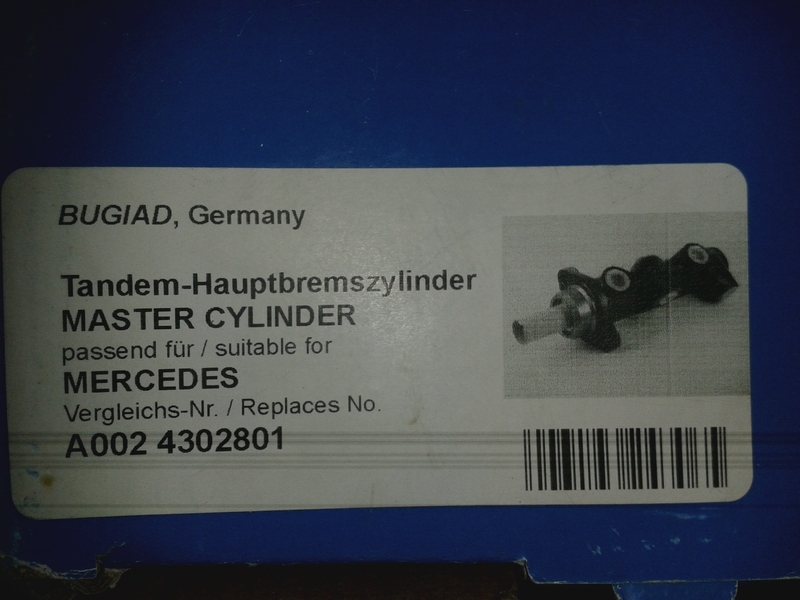 BUGIAD, Germany
Tandem-Hauptbremszylinder
MASTER CYLINDER
passend für / suitable for
MERCEDES
Vergleichs-Nr. / Replaces No.
A002 4302801